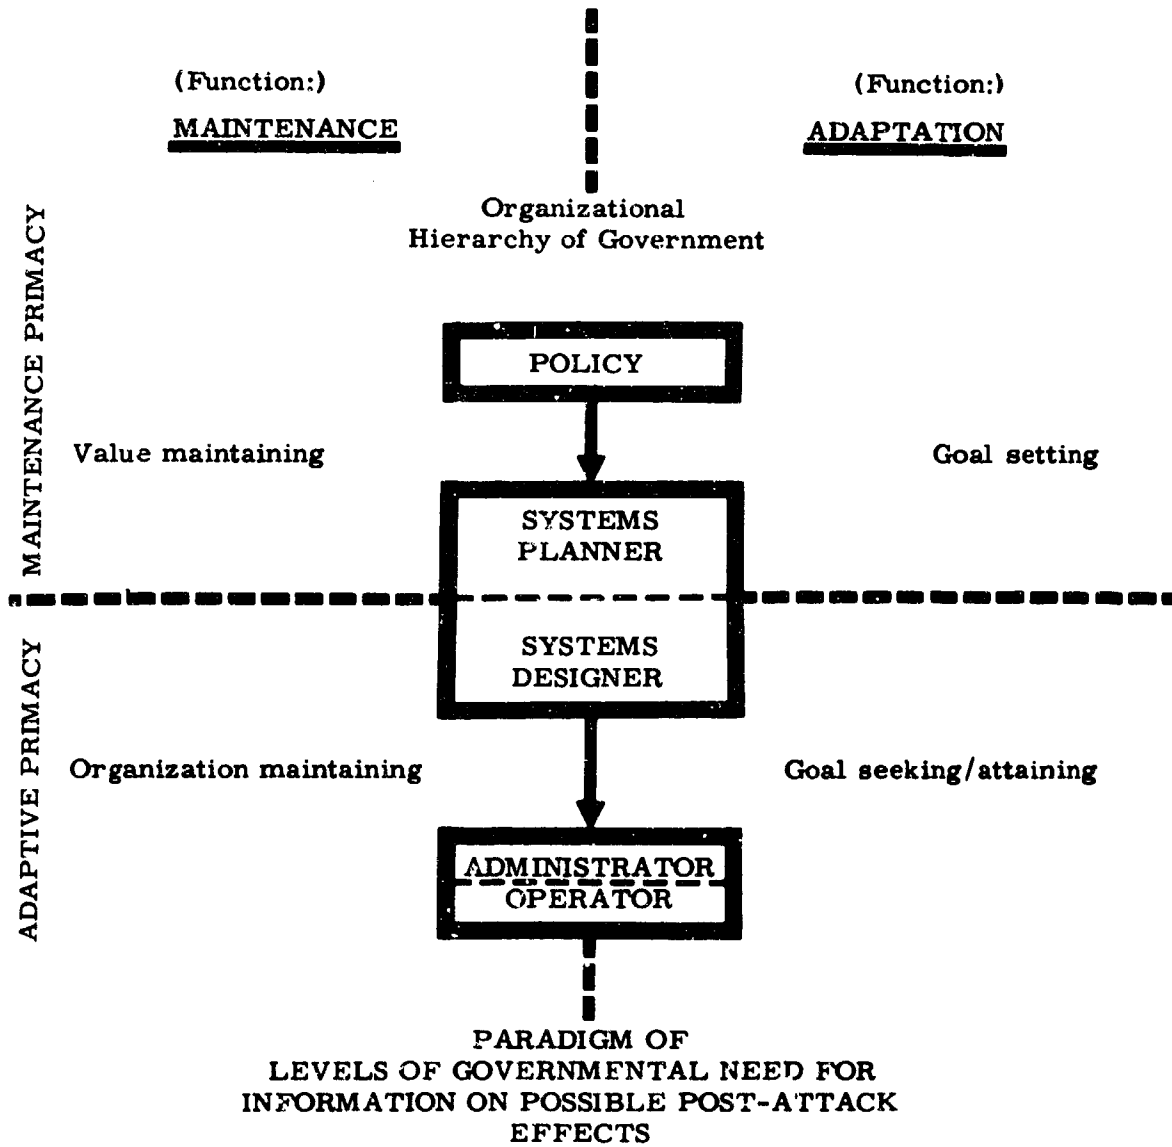 (Function:)
MAINTENANCE
(Function:)
ADAPTATION
Organizational
Hierarchy of Government
MAINTENANCE PRIMACY
POLICY
Value maintaining
Goal setting
SYSTEMS
PLANNER
SYSTEMS
DESIGNER
ADAPTIVE PRIMACY
Organization maintaining
Goal seeking/attaining
ADMINISTRATOR
OPERATOR
PARADIGM OF
LEVELS OF GOVERNMENTAL NEED FOR
INFORMATION ON POSSIBLE POST-ATTACK
EFFECTS